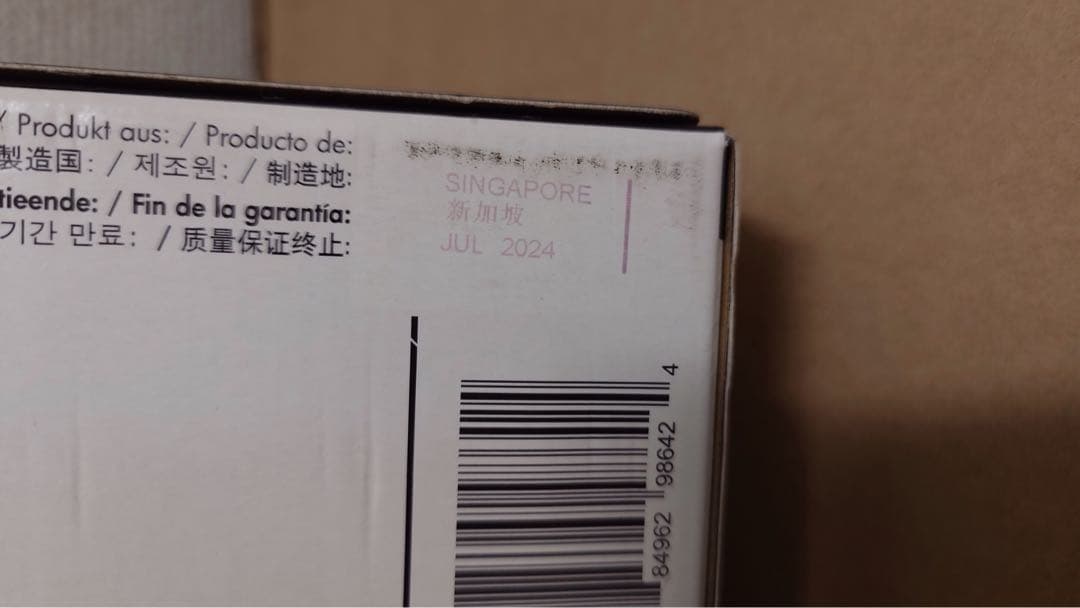 / Produkt aus: / Producto de:
製造国: / 제조원: / 制造地:
tieende: / Fin de la garantía:
기간 만료: / 质量保证终止:
SINGAPORE
新加坡
JUL 2024
84962 98642 4